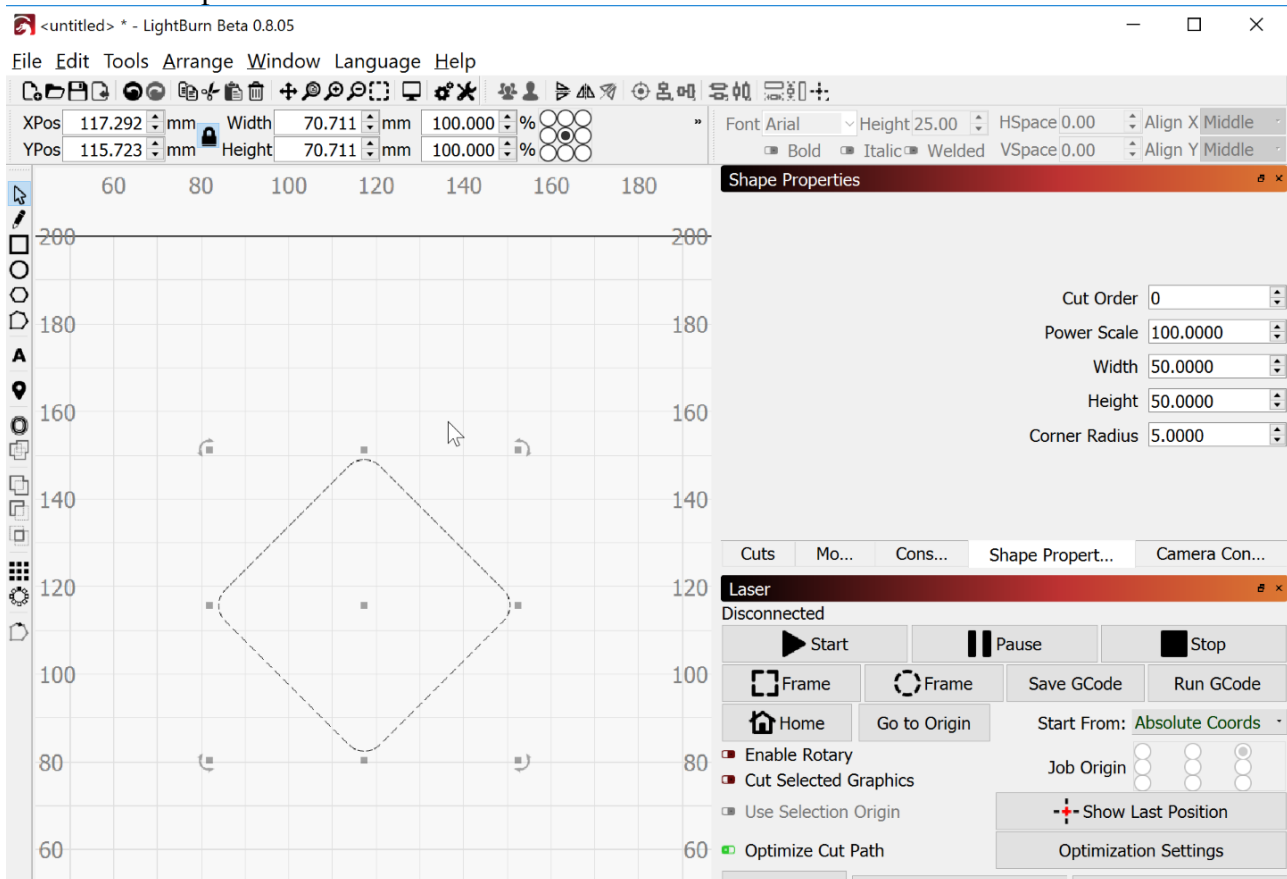 <untitled> * - LightBurn Beta 0.8.05
File Edit Tools Arrange Window Language Help
XPos 117.292 mm Width 70.711 mm 100.000 % » Font Arial Height 25.00 HSpace 0.00 Align X Middle
YPos 115.723 mm Height 70.711 mm 100.000 % Bold Italic Welded VSpace 0.00 Align Y Middle
60 80 100 120 140 160 180
Shape Properties
200 200
Cut Order 0
180 180
Power Scale 100.0000
Width 50.0000
A
Height 50.0000
160 160
Corner Radius 5.0000
140 140
Cuts Mo... Cons... Shape Propert... Camera Con...
120 120
Laser
Disconnected
Start Pause Stop
100 100
Frame Frame Save GCode Run GCode
Home Go to Origin Start From: Absolute Coords
80 80
Enable Rotary
Job Origin
Cut Selected Graphics
Use Selection Origin Show Last Position
60 60
Optimize Cut Path Optimization Settings